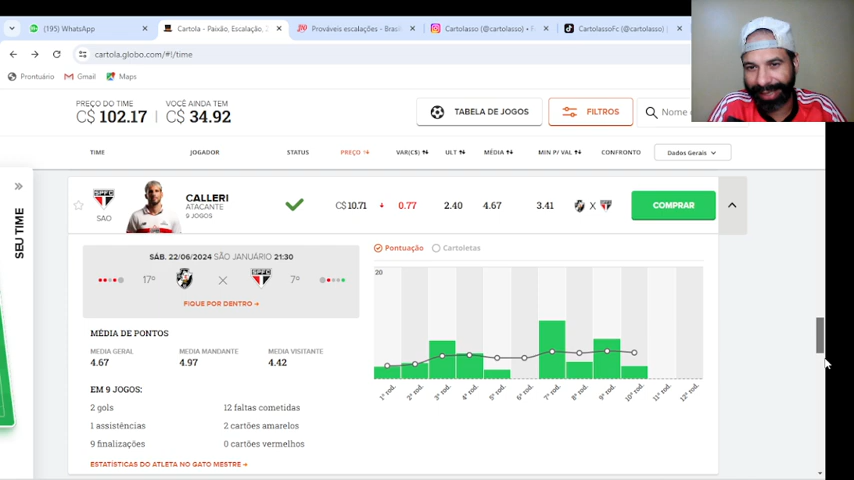 (195) WhatsApp
Cartola - Paixão, Escalação, Z
Prováveis escalações - Brasil
Cartolasso (@cartolasso) • F
CartolassoFc (@cartolasso) |
cartola.globo.com/#!/time
Prontuário
Gmail
Maps
PREÇO DO TIME
C$ 102.17
VOCÊ AINDA TEM
C$ 34.92
TABELA DE JOGOS
FILTROS
Nome
TIME JOGADOR STATUS PREÇO VAR(C$) ULT MÉDIA MIN P/ VAL CONFRONTO Dados Gerais
SEU TIME
SPFC
SAO
CALLERI
ATACANTE
9 JOGOS
C$ 10.71 0.77 2.40 4.67 3.41 X COMPRAR
SÁB. 22/06/2024 SÃO JANUÁRIO 21:30
17º X SPFC 7º
FIQUE POR DENTRO
MÉDIA DE PONTOS
MEDIA GERAL
4.67
MEDIA MANDANTE
4.97
MEDIA VISITANTE
4.42
EM 9 JOGOS:
2 gols
12 faltas cometidas
1 assistências
2 cartões amarelos
9 finalizações
0 cartões vermelhos
ESTATÍSTICAS DO ATLETA NO GATO MESTRE
Pontuação
Cartoletas
20
1ª rod. 2ª rod. 3ª rod. 4ª rod. 5ª rod. 6ª rod. 7ª rod. 8ª rod. 9ª rod. 10ª rod. 11ª rod. 12ª rod.